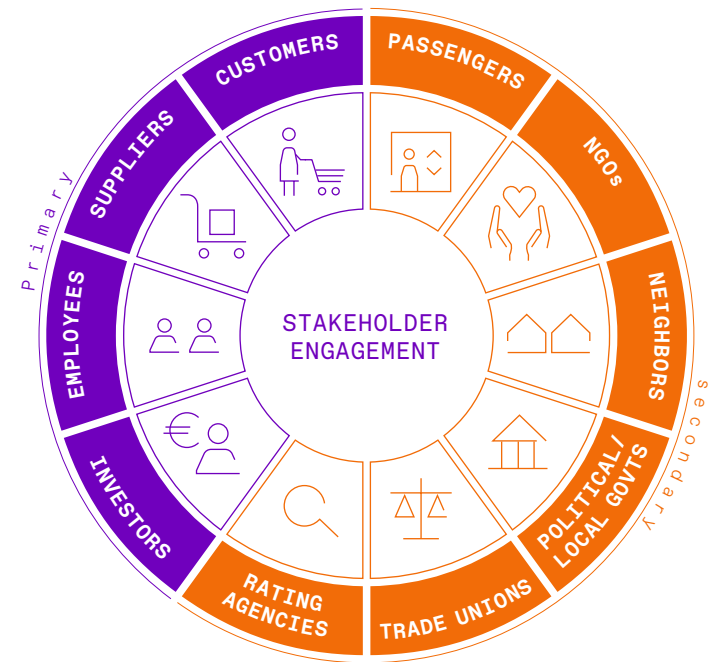 STAKEHOLDER
ENGAGEMENT
Primary
CUSTOMERS
SUPPLIERS
EMPLOYEES
INVESTORS
secondary
PASSENGERS
NGOs
NEIGHBORS
POLITICAL/
LOCAL GOVTS
TRADE UNIONS
RATING
AGENCIES